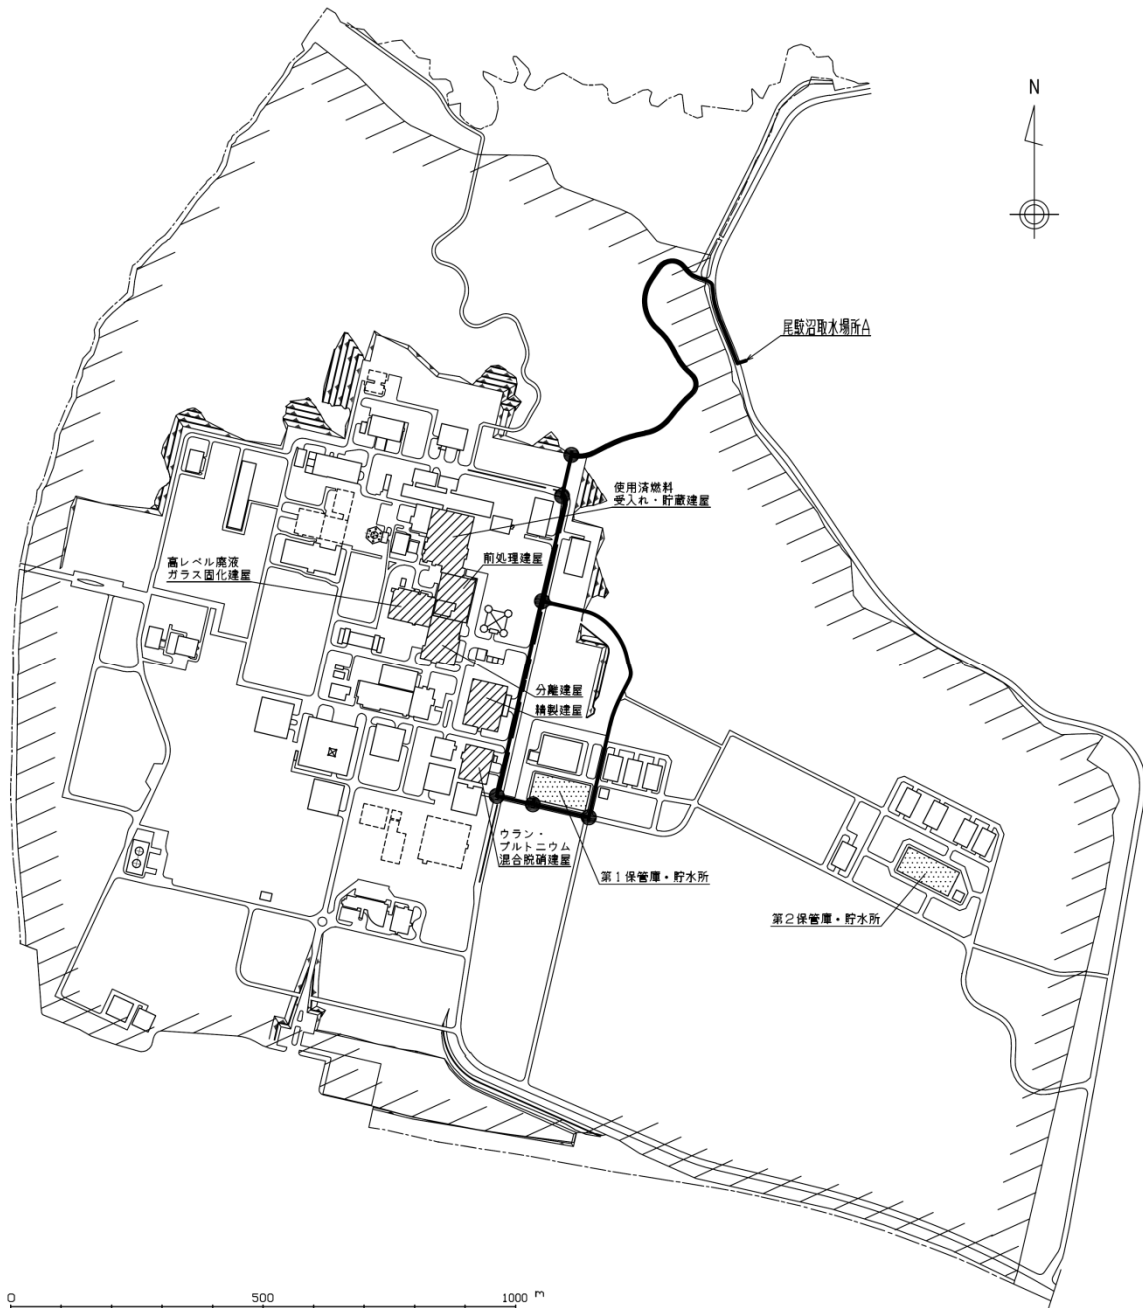 N
尾駮沼取水場所A
使用済燃料
受入れ・貯蔵建屋
前処理建屋
高レベル廃液
ガラス固化建屋
分離建屋
精製建屋
ウラン・
プルトニウム
混合脱硝建屋
第1保管庫・貯水所
第2保管庫・貯水所
0 500 1000 m